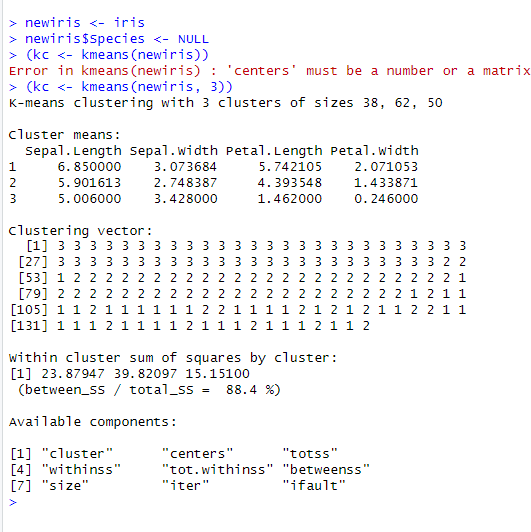 > newiris <- iris
> newiris$Species <- NULL
> (kc <- kmeans(newiris))
Error in kmeans(newiris) : 'centers' must be a number or a matrix
> (kc <- kmeans(newiris, 3))
K-means clustering with 3 clusters of sizes 38, 62, 50
Cluster means:
  Sepal.Length Sepal.Width Petal.Length Petal.Width
1     6.850000    3.073684     5.742105    2.071053
2     5.901613    2.748387     4.393548    1.433871
3     5.006000    3.428000     1.462000    0.246000
Clustering vector:
  [1] 3 3 3 3 3 3 3 3 3 3 3 3 3 3 3 3 3 3 3 3 3 3 3 3 3 3
 [27] 3 3 3 3 3 3 3 3 3 3 3 3 3 3 3 3 3 3 3 3 3 3 3 3 2 2
 [53] 1 2 2 2 2 2 2 2 2 2 2 2 2 2 2 2 2 2 2 2 2 2 2 2 2 1
 [79] 2 2 2 2 2 2 2 2 2 2 2 2 2 2 2 2 2 2 2 2 2 2 1 2 1 1
[105] 1 1 2 1 1 1 1 1 1 2 2 1 1 1 1 2 1 2 1 2 1 1 2 2 1 1
[131] 1 1 1 2 1 1 1 1 2 1 1 1 2 1 1 1 2 1 1 2
Within cluster sum of squares by cluster:
[1] 23.87947 39.82097 15.15100
 (between_SS / total_SS =  88.4 %)
Available components:
[1] "cluster"      "centers"      "totss"
[4] "withinss"     "tot.withinss" "betweenss"
[7] "size"         "iter"         "ifault"
>